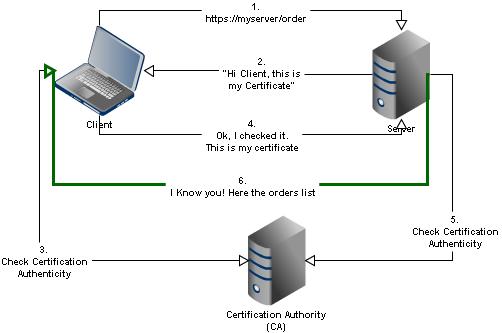 1.
https://myserver/order
2.
"Hi Client, this is
my Certificate"
Client
Server
4.
Ok, I checked it.
This is my certificate
6.
I Know you! Here the orders list
5.
Check Certification
Authenticity
3.
Check Certification
Authenticity
Certification Authority
(CA)